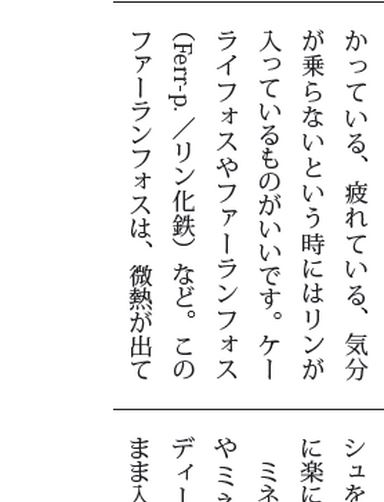 かっている、疲れている、気分
が乗らないという時にはリンが
入っているものがいいです。ケー
ライフォスやファーランフォス
（Ferr-p.／リン化鉄）など。この
ファーランフォスは、微熱が出て
シュを
に楽に
ミネ
やミネ
ディー
まま入